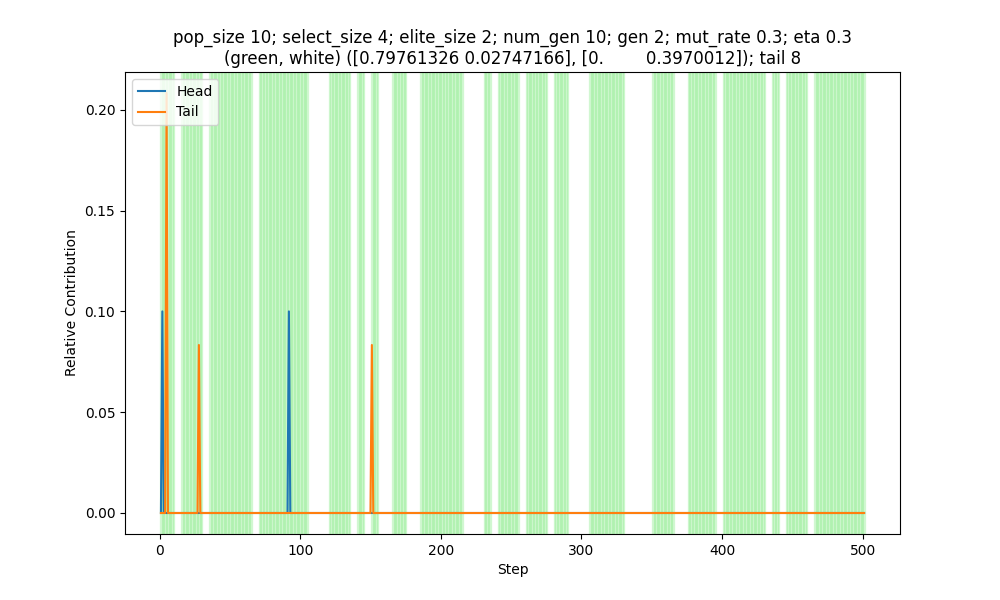 pop_size 10; select_size 4; elite_size 2; num_gen 10; gen 2; mut_rate 0.3; eta 0.3
(green, white) ([0.79761326 0.02747166], [0.        0.3970012]); tail 8
Head
Tail
0.20
0.15
0.10
0.05
0.00
Relative Contribution
0
100
200
300
400
500
Step